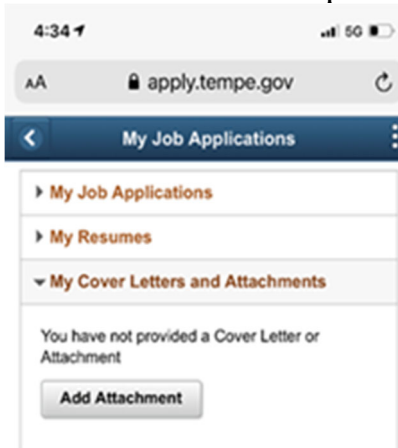 4:34
5G
AA
apply.tempe.gov
My Job Applications
My Job Applications
My Resumes
My Cover Letters and Attachments
You have not provided a Cover Letter or
Attachment
Add Attachment